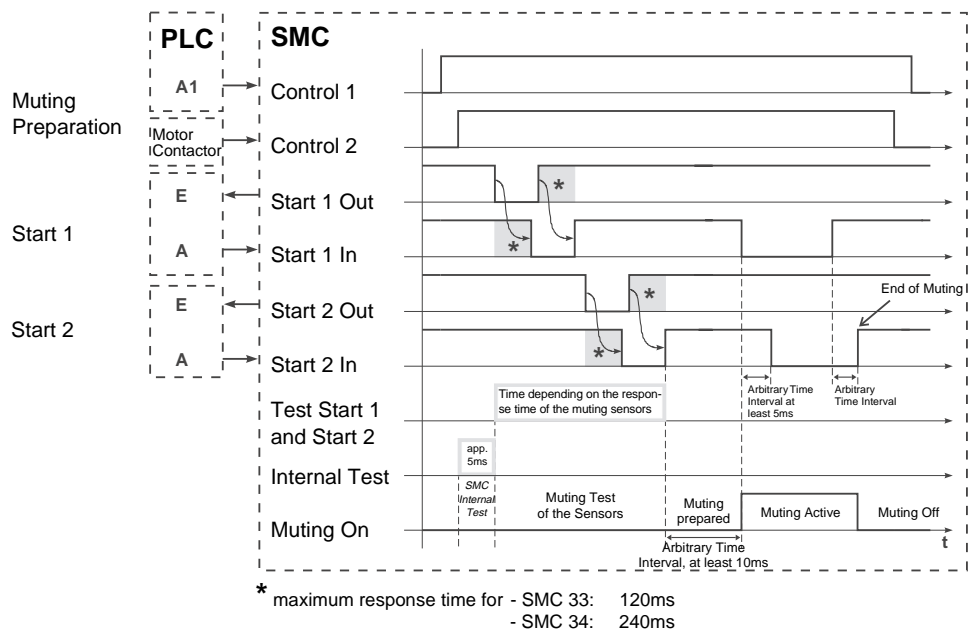 PLC
SMC
A1
Control 1
Muting
Preparation
Motor
Contactor
Control 2
E
Start 1 Out
*
Start 1
A
Start 1 In
*
E
Start 2 Out
*
End of Muting
Start 2
A
Start 2 In
*
Arbitrary Time
Interval at
least 5ms
Arbitrary
Time Interval
Test Start 1
and Start 2
Time depending on the respon-
se time of the muting sensors
Internal Test
app.
5ms
SMC
Internal
Test
Muting On
Muting Test
of the Sensors
Muting
prepared
Muting Active
Muting Off
t
Arbitrary Time
Interval, at least 10ms
* maximum response time for - SMC 33: 120ms
- SMC 34: 240ms